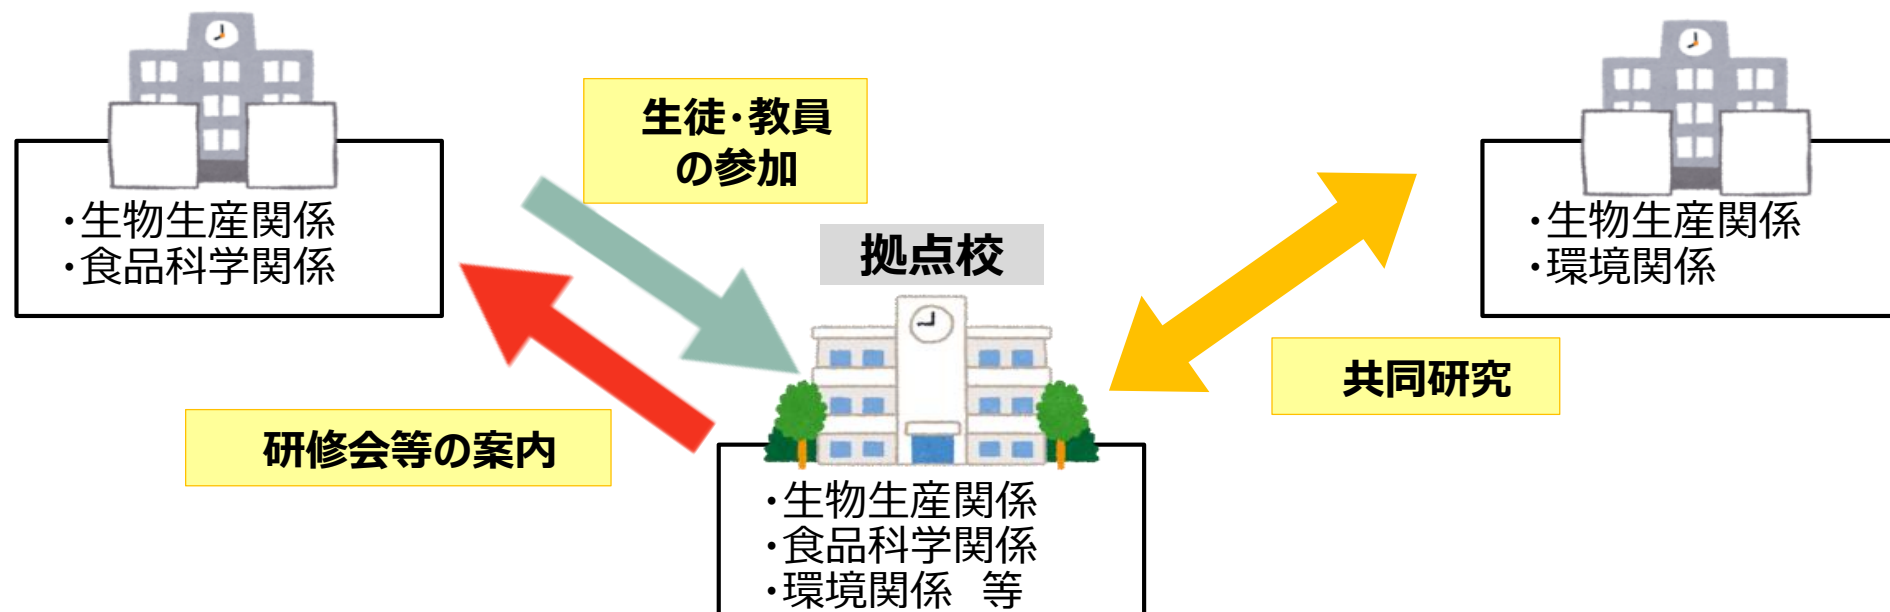 生徒・教員
の参加
・生物生産関係
・食品科学関係
拠点校
・生物生産関係
・環境関係
共同研究
研修会等の案内
・生物生産関係
・食品科学関係
・環境関係 等